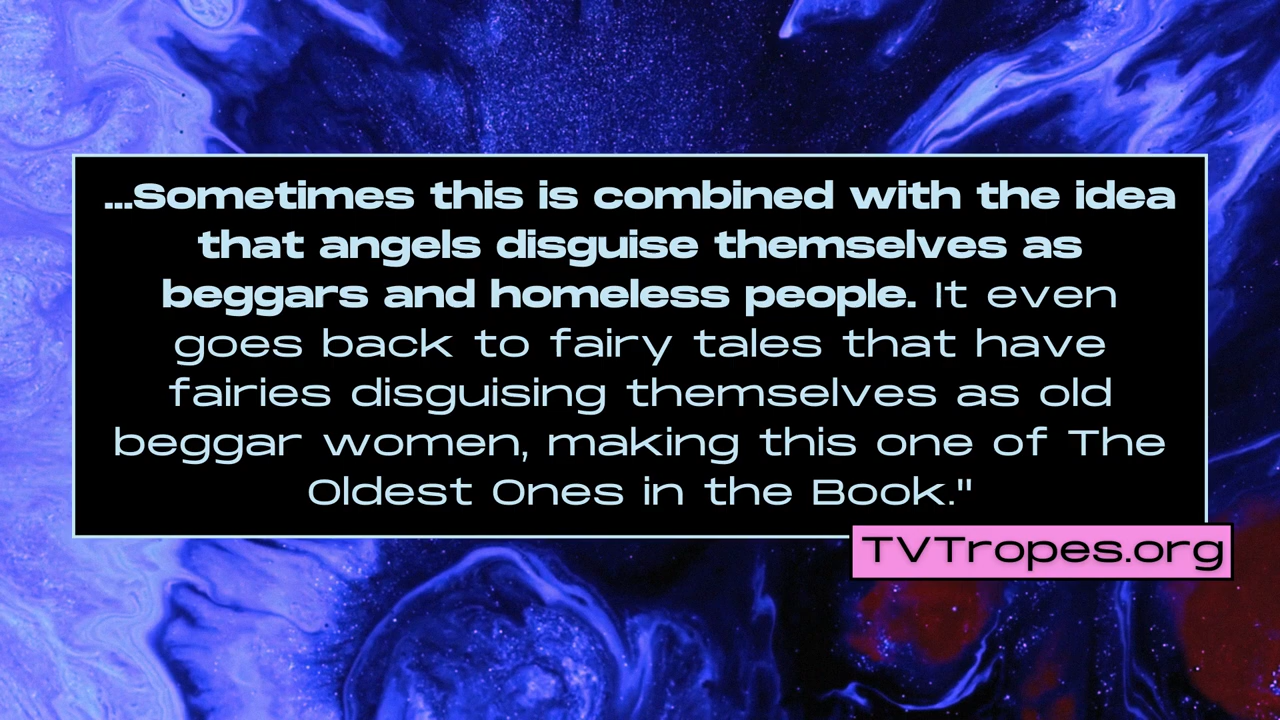 ...Sometimes this is combined with the idea
that angels disguise themselves as
beggars and homeless people. It even
goes back to fairy tales that have
fairies disguising themselves as old
beggar women, making this one of The
Oldest Ones in the Book."
TVTropes.org